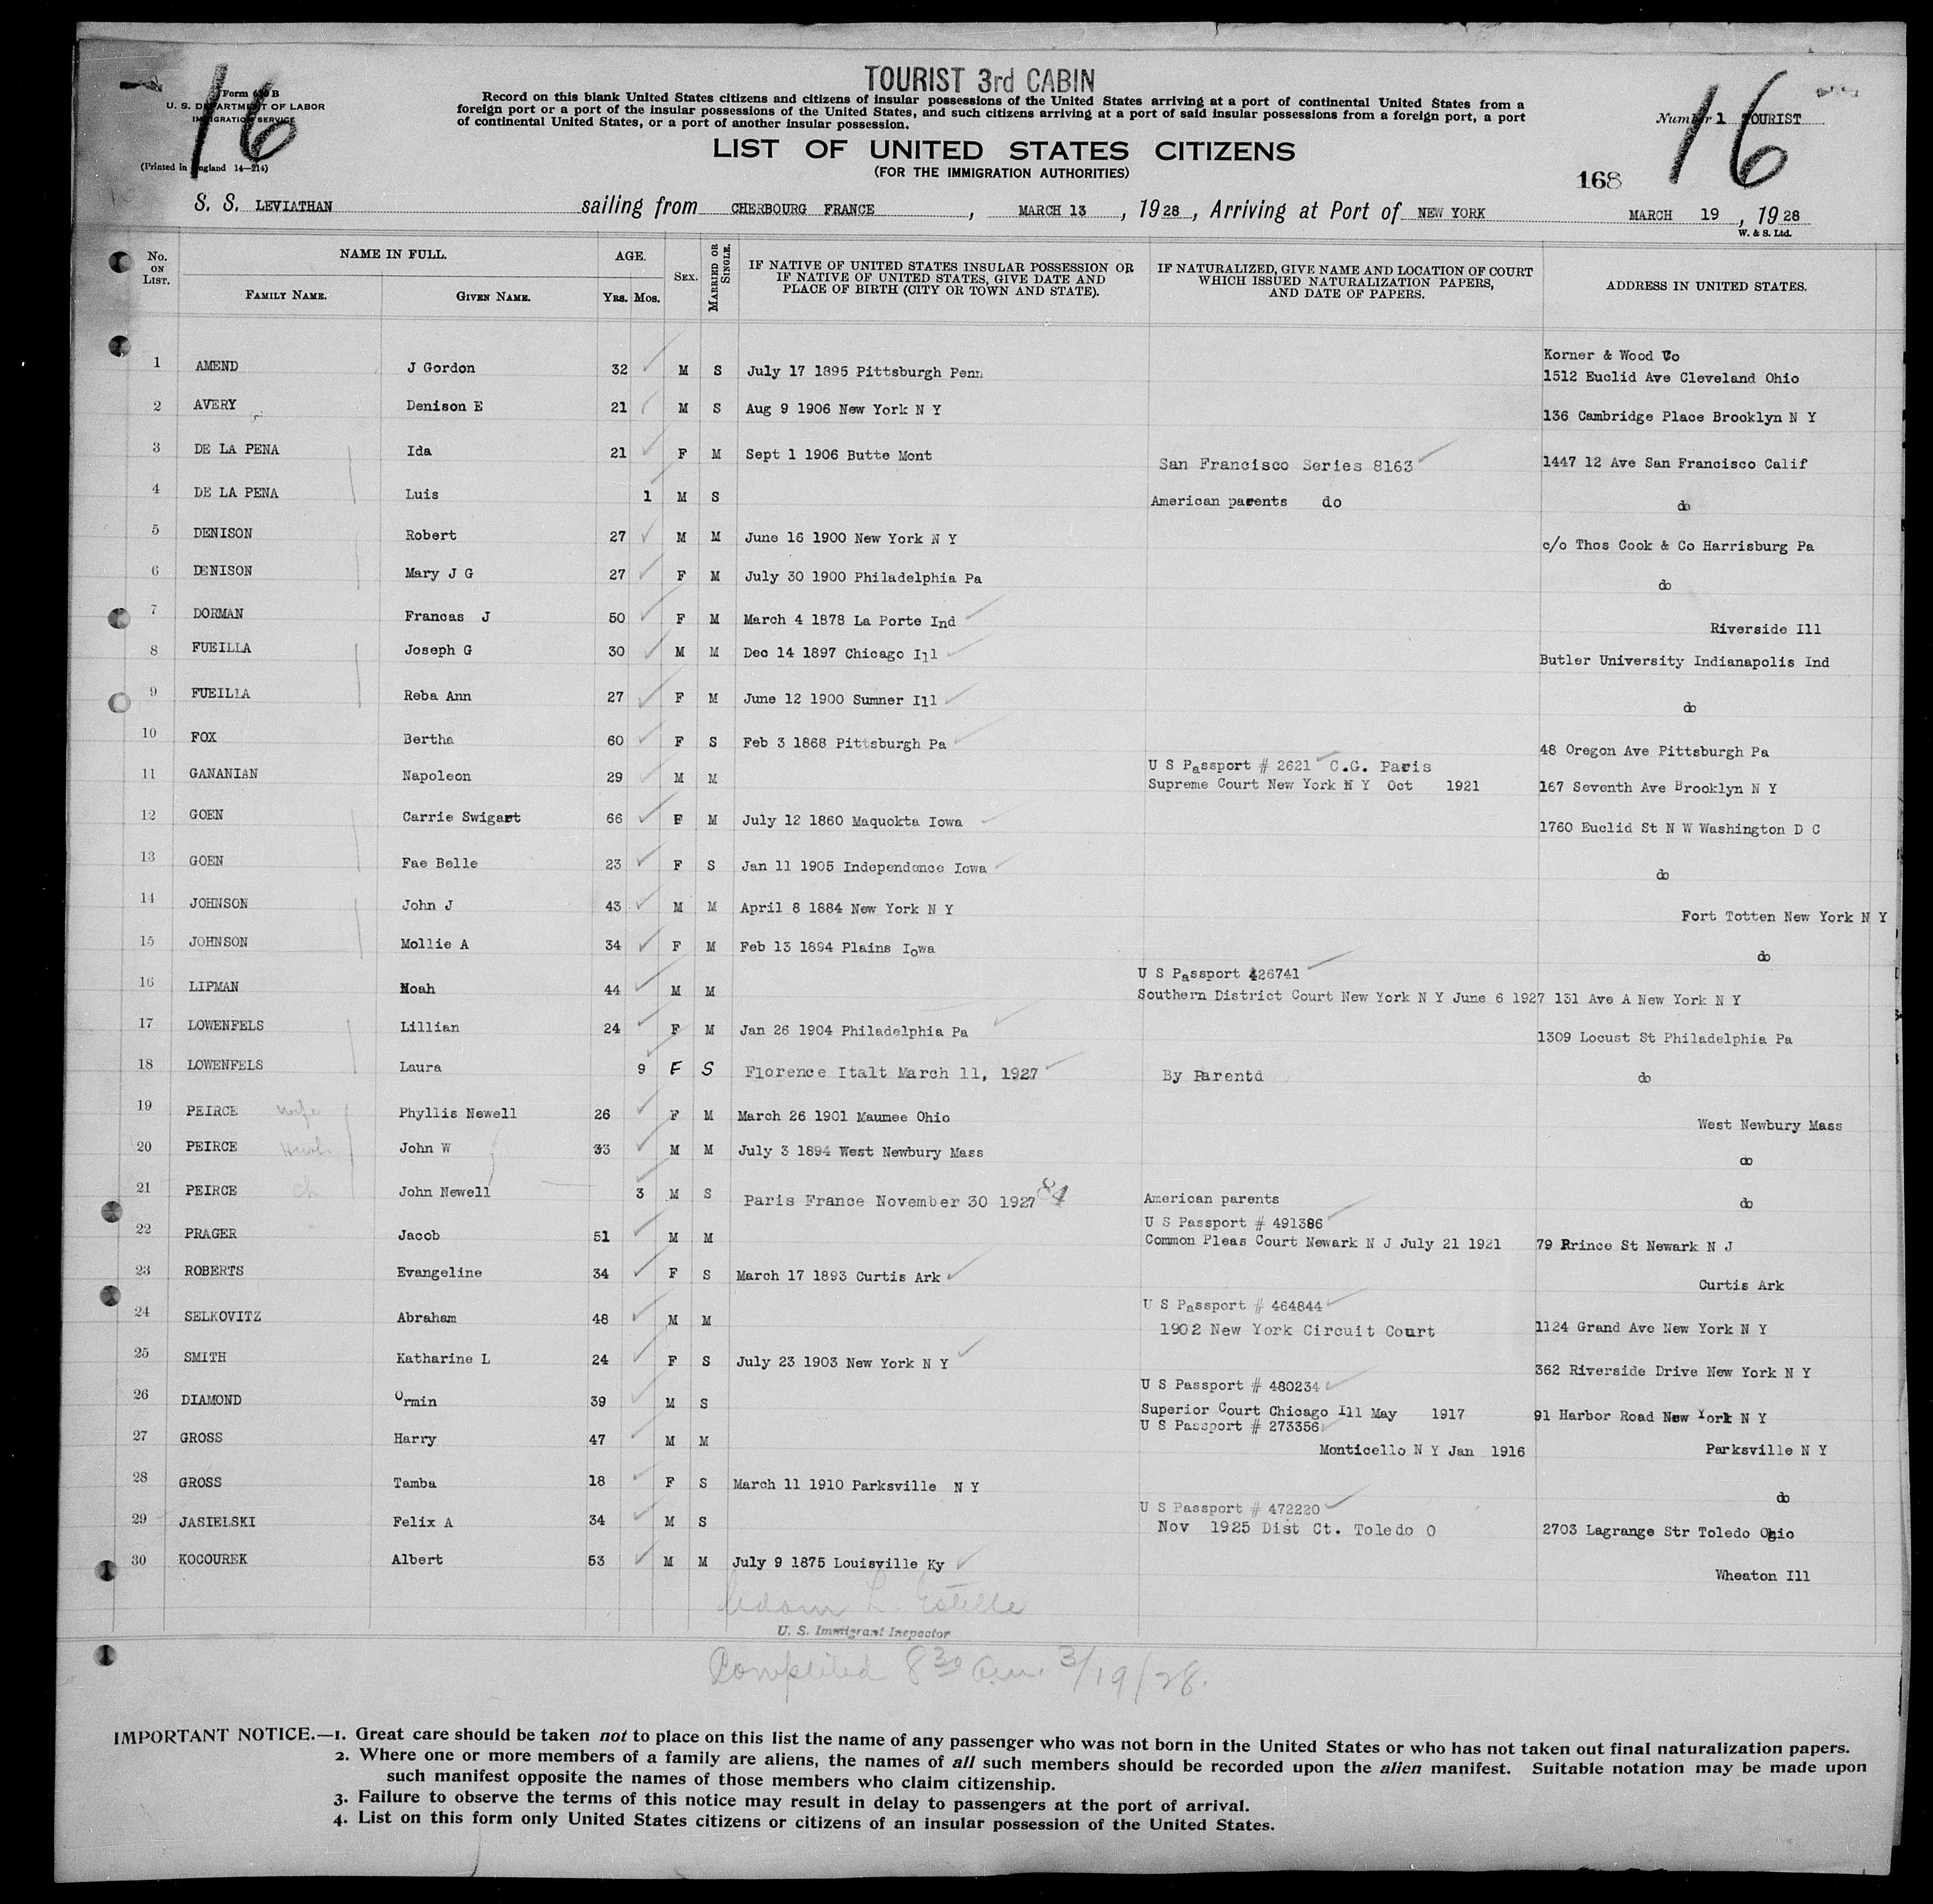 TOURIST 3rd CABIN
16
16
U. S. DEPARTMENT OF LABOR
IMMIGRATION SERVICE
(Printed in England 14—214)
Record on this blank United States citizens and citizens of insular possessions of the United States arriving at a port of continental United States from a
foreign port or a port of the insular possessions of the United States, and such citizens arriving at a port of said insular possessions from a foreign port, a port
of continental United States, or a port of another insular possession.
Number 1 TOURIST
LIST OF UNITED STATES CITIZENS
(FOR THE IMMIGRATION AUTHORITIES)
168
S. S. LEVIATHAN sailing from CHERBOURG FRANCE , MARCH 13 , 1928 , Arriving at Port of NEW YORK MARCH 19 , 1928
W. & S. Ltd.
No. ON LIST. NAME IN FULL. FAMILY NAME. GIVEN NAME. AGE. YRS. MOS. SEX. MARRIED OR SINGLE. IF NATIVE OF UNITED STATES INSULAR POSSESSION OR IF NATIVE OF UNITED STATES, GIVE DATE AND PLACE OF BIRTH (CITY OR TOWN AND STATE). IF NATURALIZED, GIVE NAME AND LOCATION OF COURT WHICH ISSUED NATURALIZATION PAPERS, AND DATE OF PAPERS. ADDRESS IN UNITED STATES.
Korner & Wood Co
1 AMEND J Gordon 32 M S July 17 1895 Pittsburgh Penn 1512 Euclid Ave Cleveland Ohio
2 AVERY Denison E 21 M S Aug 9 1906 New York N Y 136 Cambridge Place Brooklyn N Y
3 DE LA PENA Ida 21 F M Sept 1 1906 Butte Mont San Francisco Series 8163 1447 12 Ave San Francisco Calif
4 DE LA PENA Luis 1 M S American parents do do
5 DENISON Robert 27 M M June 16 1900 New York N Y c/o Thos Cook & Co Harrisburg Pa
6 DENISON Mary J G 27 F M July 30 1900 Philadelphia Pa do
7 DORMAN Francas J 50 F M March 4 1878 La Porte Ind Riverside Ill
8 FUEILLA Joseph G 30 M M Dec 14 1897 Chicago Ill Butler University Indianapolis Ind
9 FUEILLA Reba Ann 27 F M June 12 1900 Sumner Ill do
10 FOX Bertha 60 F S Feb 3 1868 Pittsburgh Pa 48 Oregon Ave Pittsburgh Pa
U S Passport # 2621 C.G. Paris
11 GANANIAN Napoleon 29 M M Supreme Court New York N Y Oct 1921 167 Seventh Ave Brooklyn N Y
12 GOEN Carrie Swigart 66 F M July 12 1860 Maquokta Iowa 1760 Euclid St N W Washington D C
13 GOEN Fae Belle 23 F S Jan 11 1905 Independence Iowa do
14 JOHNSON John J 43 M M April 8 1884 New York N Y Fort Totten New York N Y
15 JOHNSON Mollie A 34 F M Feb 13 1894 Plains Iowa do
U S Passport 426741
16 LIPMAN Noah 44 M M Southern District Court New York N Y June 6 1927 131 Ave A New York N Y
17 LOWENFELS Lillian 24 F M Jan 26 1904 Philadelphia Pa 1309 Locust St Philadelphia Pa
18 LOWENFELS Laura 9 F S Florence Italt March 11, 1927 By Parentd do
19 PEIRCE wife Phyllis Newell 26 F M March 26 1901 Maumee Ohio West Newbury Mass
20 PEIRCE Husb John W 33 M M July 3 1894 West Newbury Mass do
21 PEIRCE ch John Newell 3 M S Paris France November 30 1927 84 American parents do
U S Passport # 491386
22 PRAGER Jacob 51 M M Common Pleas Court Newark N J July 21 1921 79 Prince St Newark N J
23 ROBERTS Evangeline 34 F S March 17 1893 Curtis Ark Curtis Ark
U S Passport # 464844
24 SELKOVITZ Abraham 48 M M 1902 New York Circuit Court 1124 Grand Ave New York N Y
25 SMITH Katharine L 24 F S July 23 1903 New York N Y 362 Riverside Drive New York N Y
U S Passport # 480234
26 DIAMOND Ormin 39 M S Superior Court Chicago Ill May 1917 91 Harbor Road New York N Y
U S Passport # 273356
27 GROSS Harry 47 M M Monticello N Y Jan 1916 Parksville N Y
28 GROSS Tamba 18 F S March 11 1910 Parksville N Y do
U S Passport # 472220
29 JASIELSKI Felix A 34 M S Nov 1925 Dist Ct. Toledo O 2703 Lagrange Str Toledo Ohio
30 KOCOUREK Albert 53 M M July 9 1875 Louisville Ky Wheaton Ill
L. Estelle
U. S. Immigrant Inspector
Completed 8 30 am. 3/19/28.
IMPORTANT NOTICE.—1. Great care should be taken not to place on this list the name of any passenger who was not born in the United States or who has not taken out final naturalization papers.
2. Where one or more members of a family are aliens, the names of all such members should be recorded upon the alien manifest. Suitable notation may be made upon
such manifest opposite the names of those members who claim citizenship.
3. Failure to observe the terms of this notice may result in delay to passengers at the port of arrival.
4. List on this form only United States citizens or citizens of an insular possession of the United States.